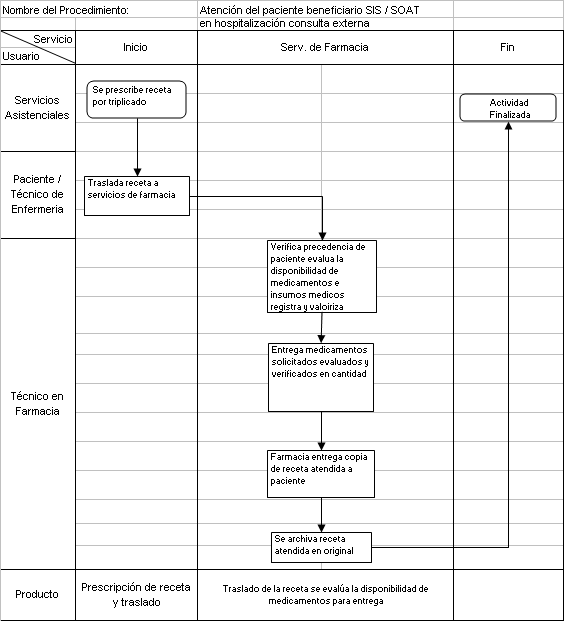 Nombre del Procedimiento: Atención del paciente beneficiario SIS / SOAT
en hospitalización consulta externa
Servicio
Usuario
Inicio
Serv. de Farmacia
Fin
Servicios
Asistenciales
Se prescribe receta
por triplicado
Actividad
Finalizada
Paciente /
Técnico de
Enfermeria
Traslada receta a
servicios de farmacia
Técnico en
Farmacia
Verifica precedencia de
paciente evalua la
disponibilidad de
medicamentos e
insumos medicos
registra y valoiriza
Entrega medicamentos
solicitados evaluados y
verificados en cantidad
Farmacia entrega copia
de receta atendida a
paciente
Se archiva receta
atendida en original
Producto
Prescripción de receta
y traslado
Traslado de la receta se evalúa la disponibilidad de
medicamentos para entrega